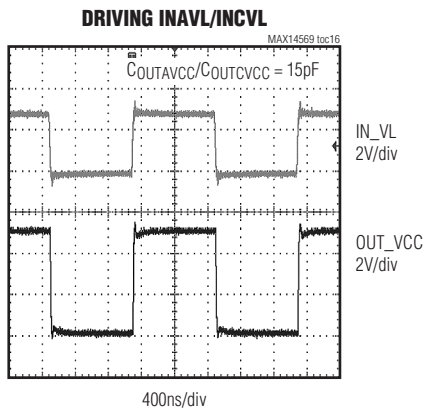 DRIVING INAVL/INCVL
MAX14569 toc16
COUTAVCC/COUTCVCC = 15pF
IN_VL
2V/div
OUT_VCC
2V/div
400ns/div